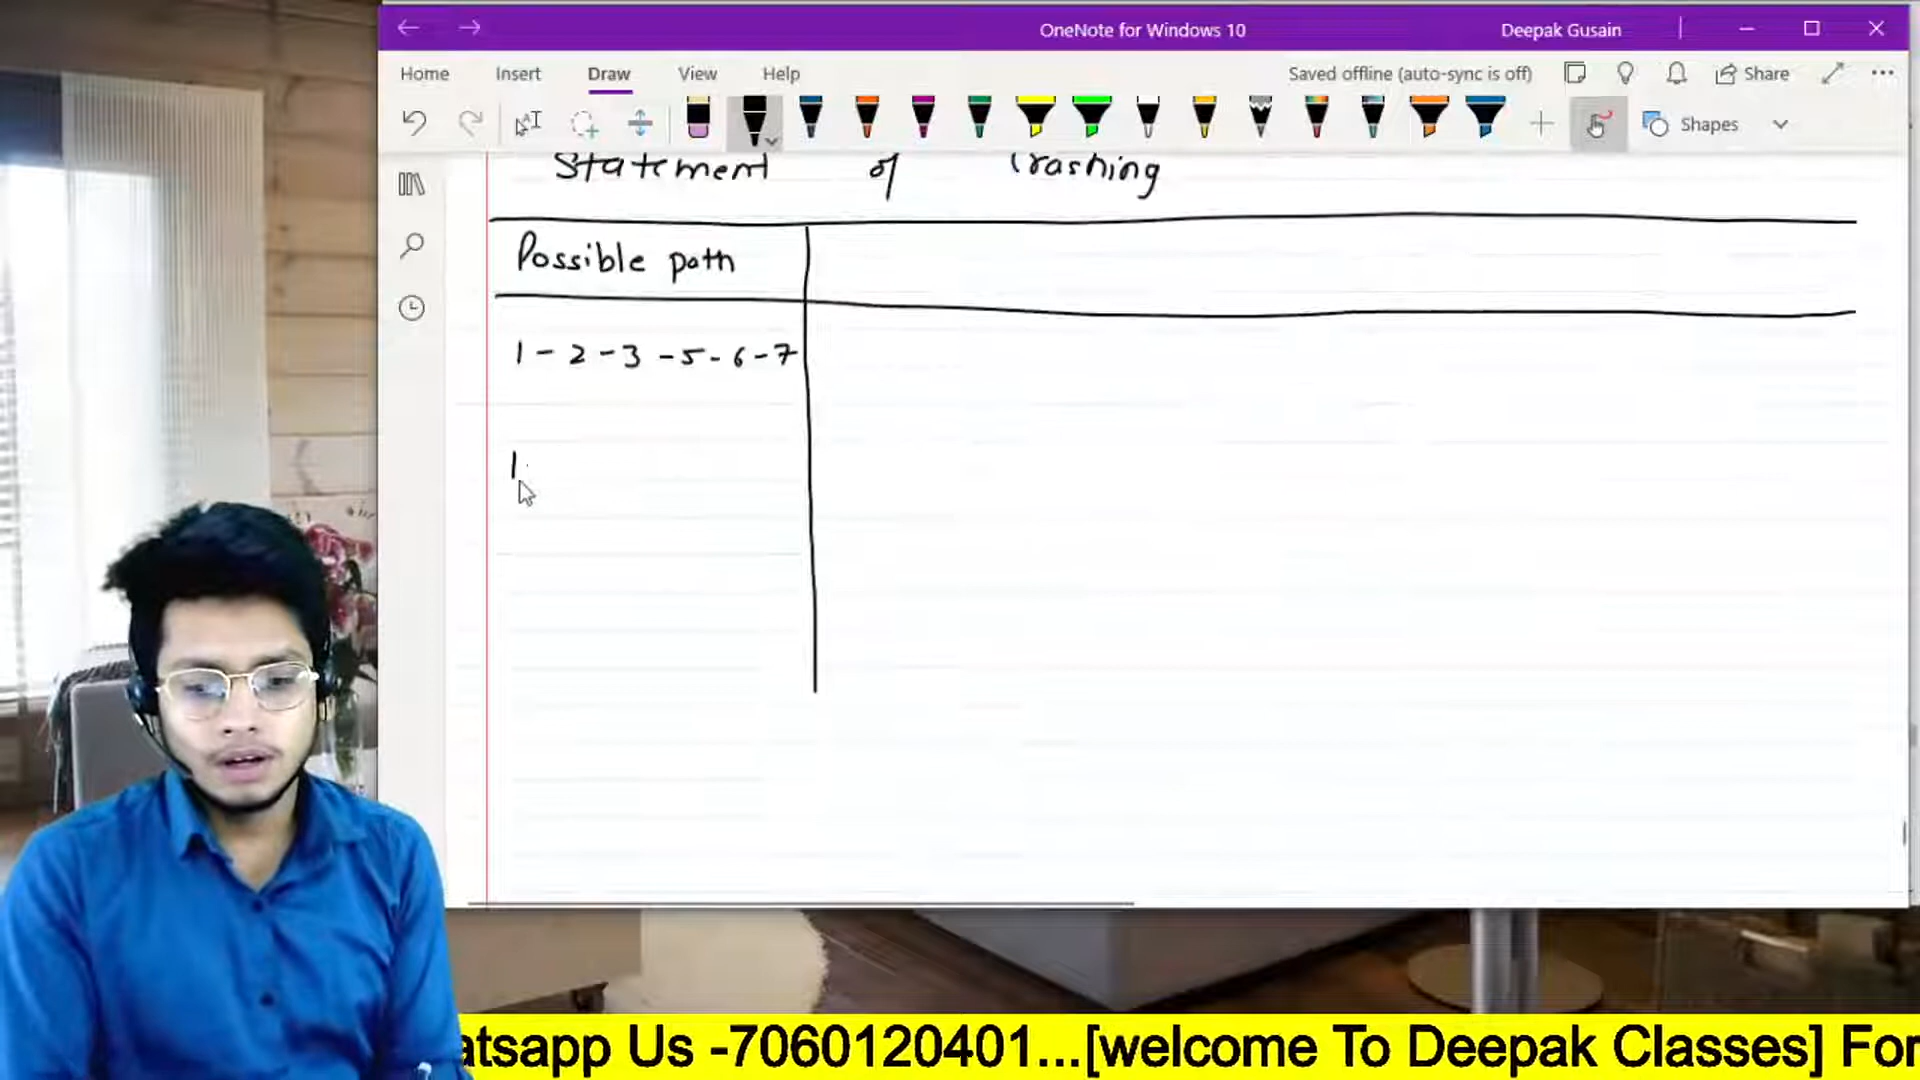 OneNote for Windows 10
Deepak Gusain
Home Insert Draw View Help
Saved offline (auto-sync is off)
Share
Shapes
Statement of Crashing
Possible path
1 - 2 - 3 - 5 - 6 - 7
1
atsapp Us -7060120401...[welcome To Deepak Classes] For